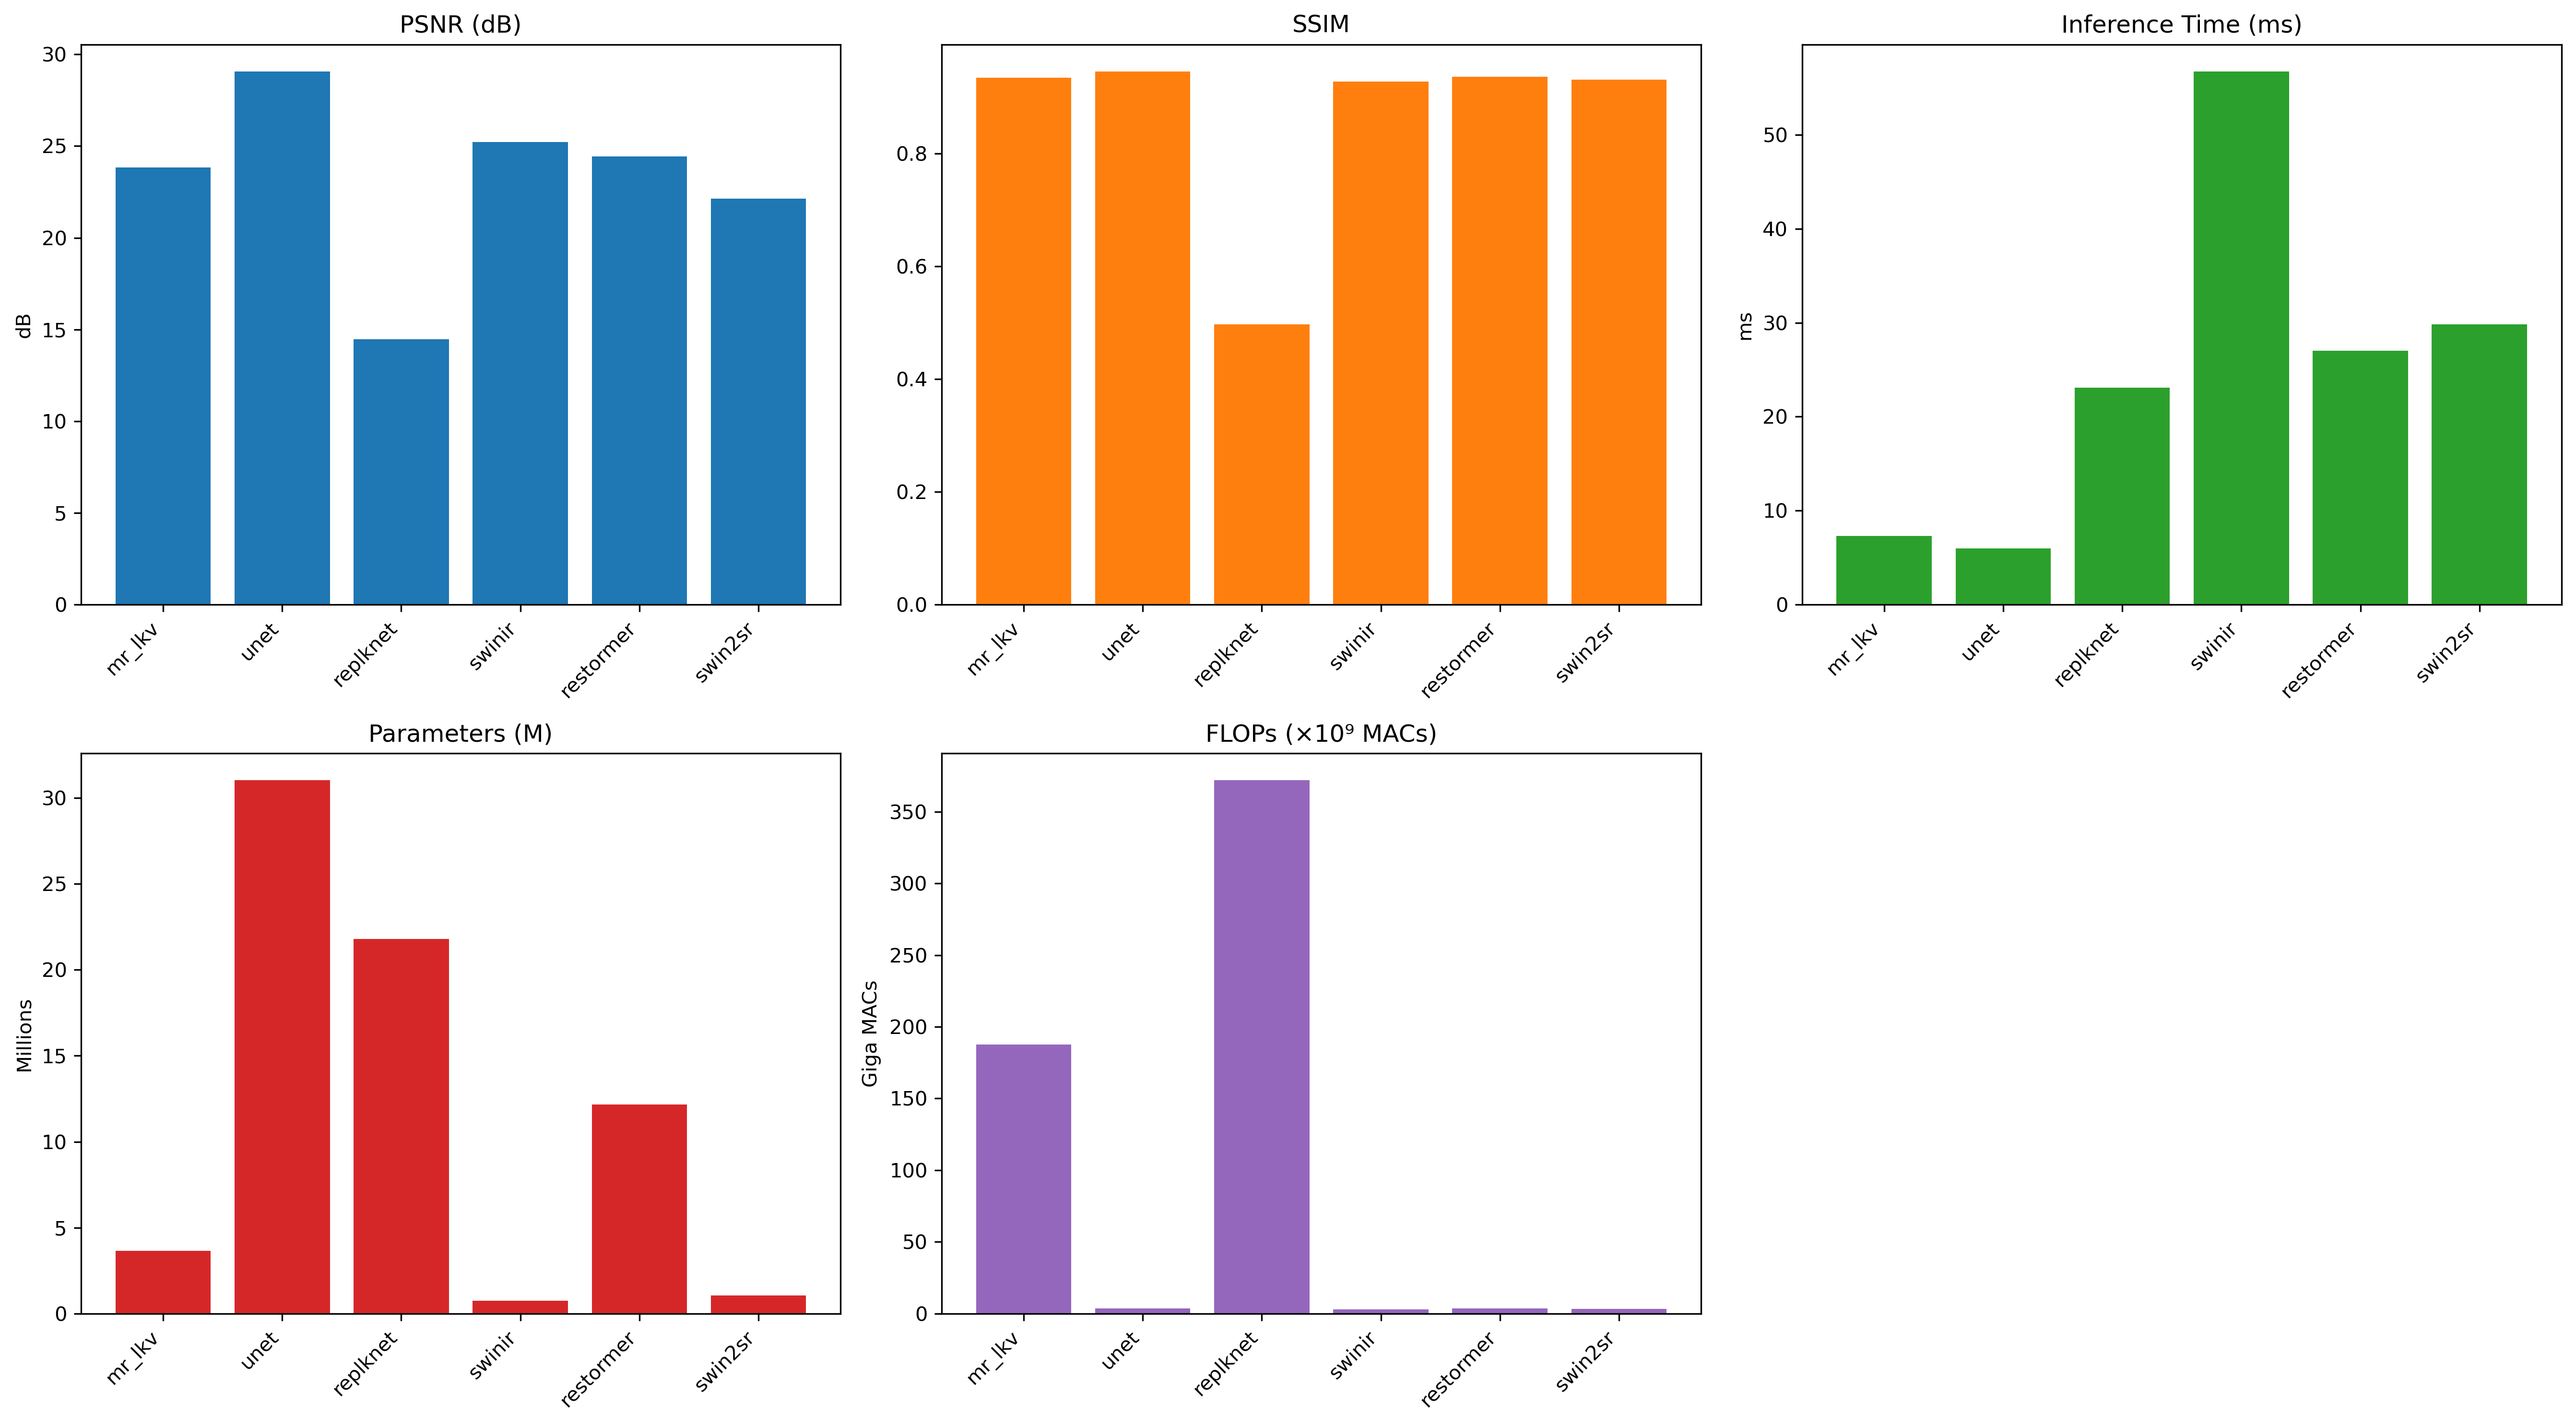 PSNR (dB)
30
25
20
15
10
5
0
dB
mr_lkv
unet
replknet
swinir
restormer
swin2sr
SSIM
0.8
0.6
0.4
0.2
0.0
mr_lkv
unet
replknet
swinir
restormer
swin2sr
Inference Time (ms)
50
40
30
20
10
0
ms
mr_lkv
unet
replknet
swinir
restormer
swin2sr
Parameters (M)
30
25
20
15
10
5
0
Millions
mr_lkv
unet
replknet
swinir
restormer
swin2sr
FLOPs (×10⁹ MACs)
350
300
250
200
150
100
50
0
Giga MACs
mr_lkv
unet
replknet
swinir
restormer
swin2sr